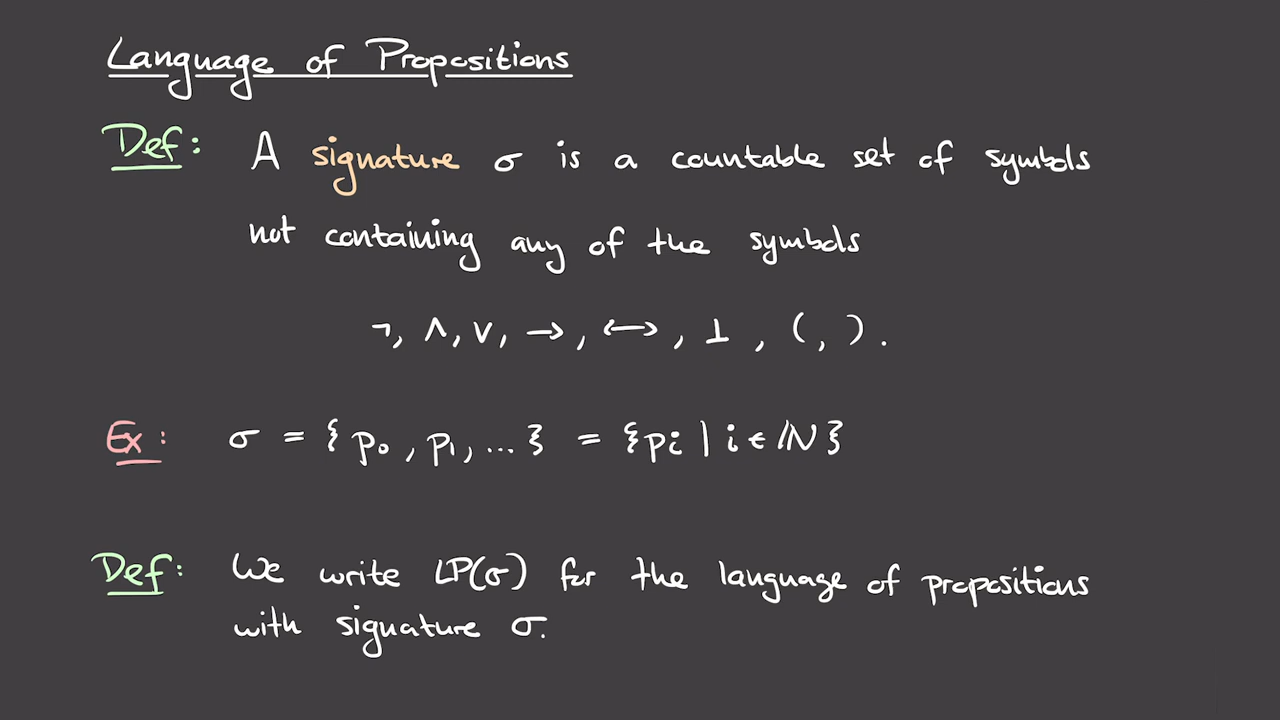 Language of Propositions
Def: A signature σ is a countable set of symbols
not containing any of the symbols
¬, ∧, ∨, →, ↔, ⊥, (, ).
Ex: σ = { p₀, p₁, ... } = { pᵢ | i ∈ ℕ }
Def: We write LP(σ) for the language of propositions
with signature σ.